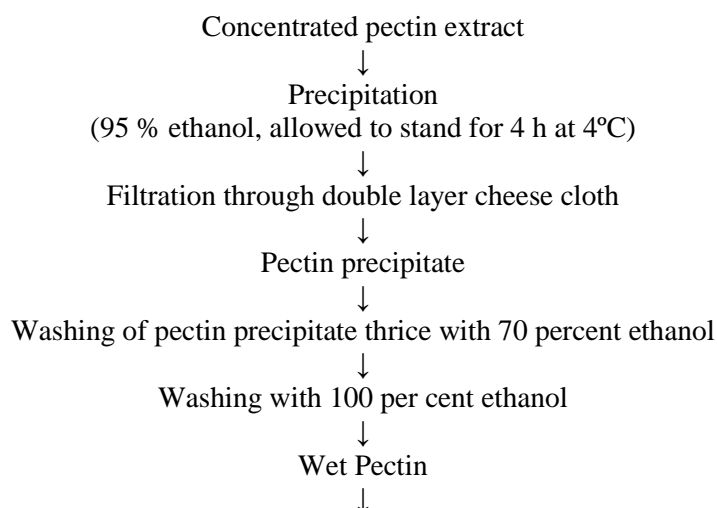 Concentrated pectin extract
↓
Precipitation
(95 % ethanol, allowed to stand for 4 h at 4ºC)
↓
Filtration through double layer cheese cloth
↓
Pectin precipitate
↓
Washing of pectin precipitate thrice with 70 percent ethanol
↓
Washing with 100 per cent ethanol
↓
Wet Pectin
↓